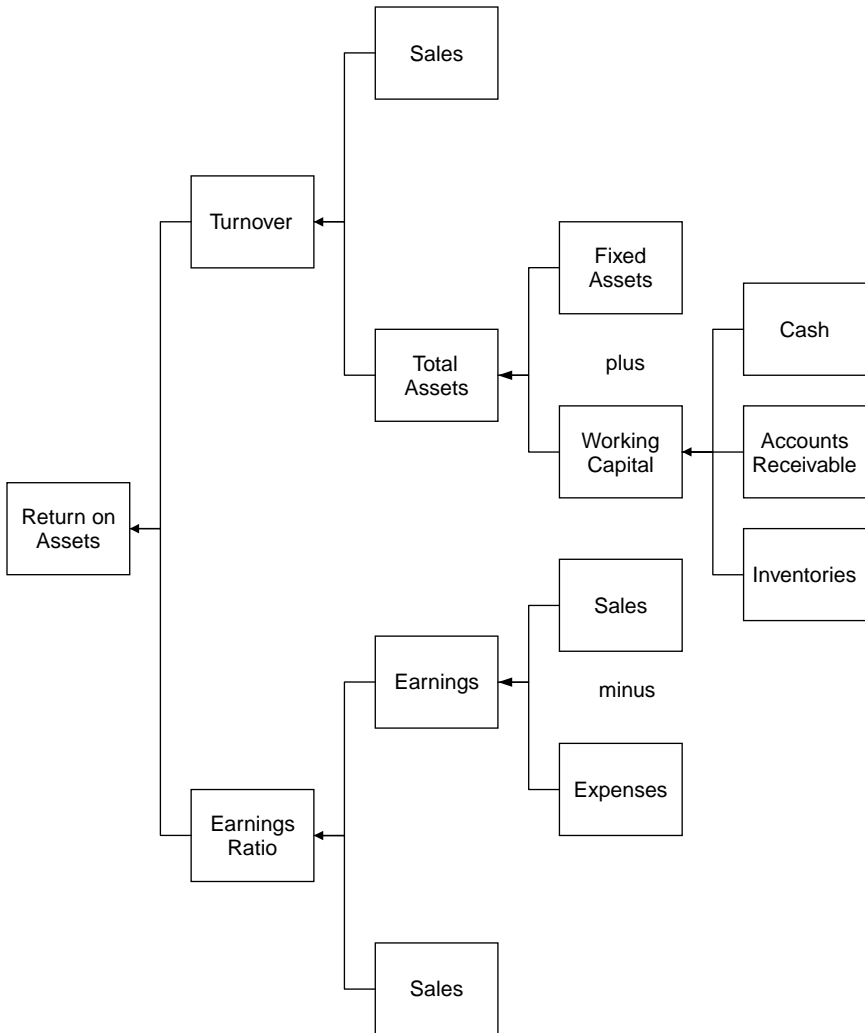 Sales
Turnover
Fixed
Assets
Cash
Total
Assets
plus
Working
Capital
Accounts
Receivable
Return on
Assets
Inventories
Sales
Earnings
minus
Expenses
Earnings
Ratio
Sales